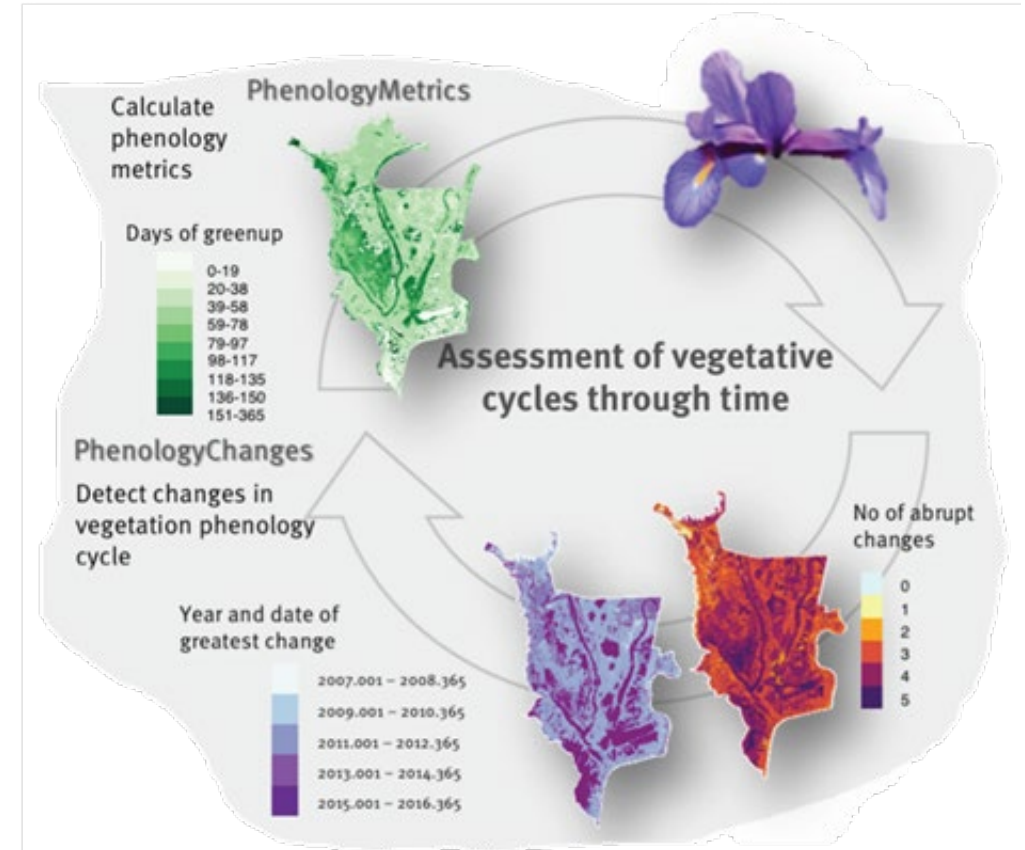 PhenologyMetrics
Calculate
phenology
metrics
Days of greenup
0-19
20-38
39-58
59-78
79-97
98-117
118-135
136-150
151-365
Assessment of vegetative
cycles through time
PhenologyChanges
Detect changes in
vegetation phenology
cycle
No of abrupt
changes
0
1
2
3
4
5
Year and date of
greatest change
2007.001 – 2008.365
2009.001 – 2010.365
2011.001 – 2012.365
2013.001 – 2014.365
2015.001 – 2016.365